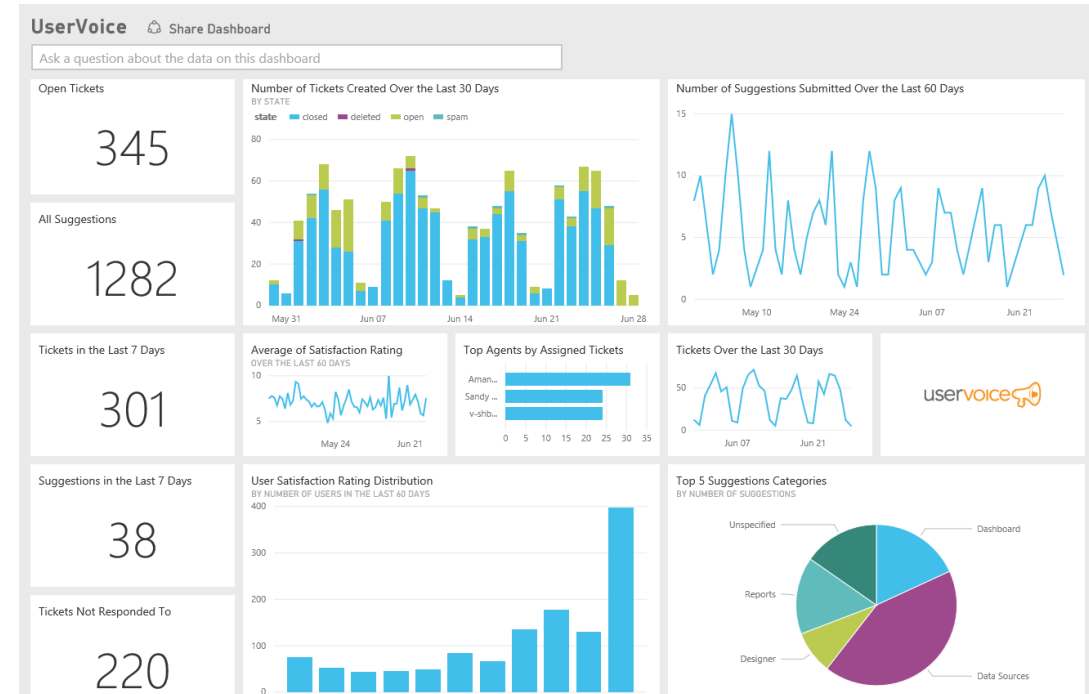 UserVoice Share Dashboard
Ask a question about the data on this dashboard
Open Tickets
345
All Suggestions
1282
Number of Tickets Created Over the Last 30 Days
BY STATE
state closed deleted open spam
80
60
40
20
0
May 31 Jun 07 Jun 14 Jun 21 Jun 28
Number of Suggestions Submitted Over the Last 60 Days
15
10
5
0
May 10 May 24 Jun 07 Jun 21
Tickets in the Last 7 Days
301
Average of Satisfaction Rating
OVER THE LAST 60 DAYS
10
5
May 24 Jun 21
Top Agents by Assigned Tickets
Aman...
Sandy ...
v-shb...
0 5 10 15 20 25 30 35
Tickets Over the Last 30 Days
50
0
Jun 07 Jun 21
uservoice
Suggestions in the Last 7 Days
38
Tickets Not Responded To
220
User Satisfaction Rating Distribution
BY NUMBER OF USERS IN THE LAST 60 DAYS
400
300
200
100
0
Top 5 Suggestions Categories
BY NUMBER OF SUGGESTIONS
Unspecified
Dashboard
Reports
Designer
Data Sources